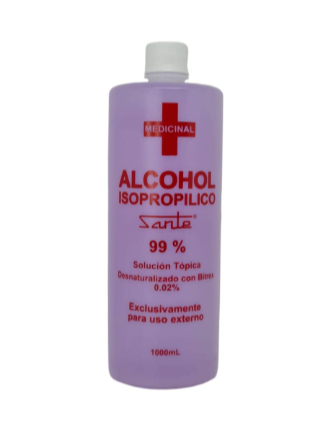 MEDICINAL
ALCOHOL
ISOPROPILICO
Sante®
99 %
Solución Tópica
Desnaturalizado con Bitrex
0.02%
Exclusivamente
para uso externo
1000mL